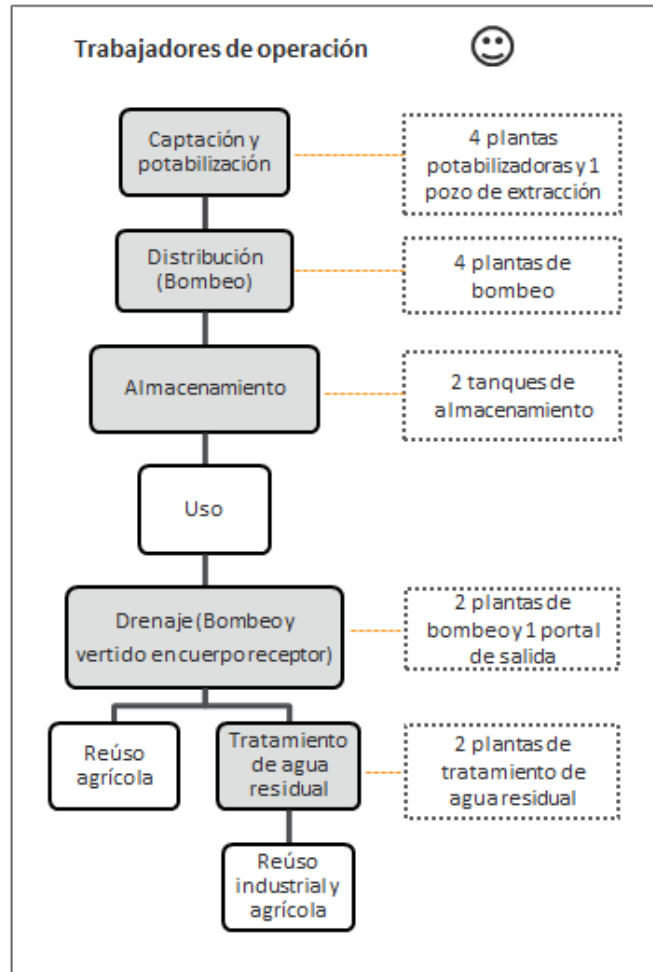 Trabajadores de operación
Captación y
potabilización
4 plantas
potabilizadoras y 1
pozo de extracción
Distribución
(Bombeo)
4 plantas de
bombeo
Almacenamiento
2 tanques de
almacenamiento
Uso
Drenaje (Bombeo y
vertido en cuerpo receptor)
2 plantas de
bombeo y 1 portal
de salida
Reúso
agrícola
Tratamiento
de agua
residual
2 plantas de
tratamiento de
agua residual
Reúso
industrial y
agrícola